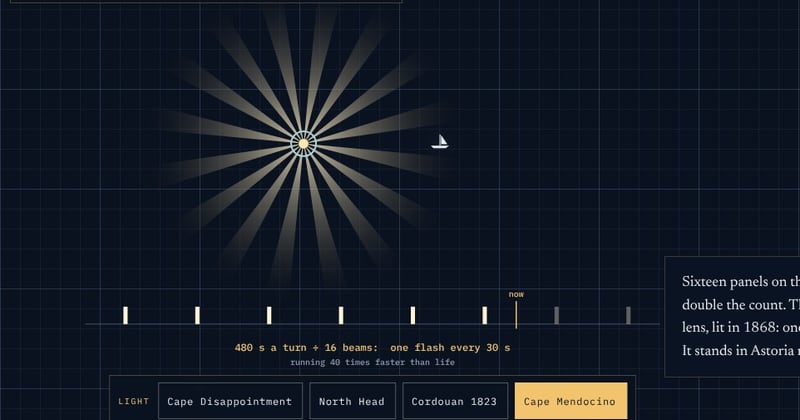 now
480 s a turn ÷ 16 beams: one flash every 30 s
running 40 times faster than life
Sixteen panels on
double the count.
lens, lit in 1868:
It stands in Astoria
LIGHT Cape Disappointment North Head Cordouan 1823 Cape Mendocino